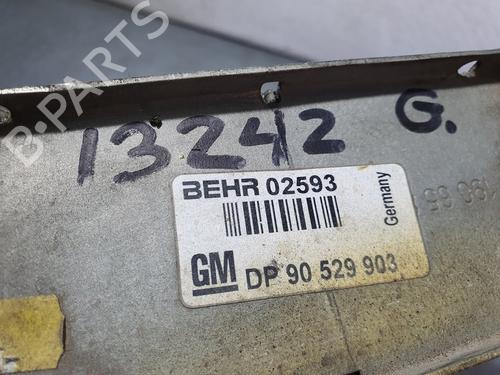 B-PARTS
13242 G.
BEHR 02593
Germany
GM DP 90 529 903